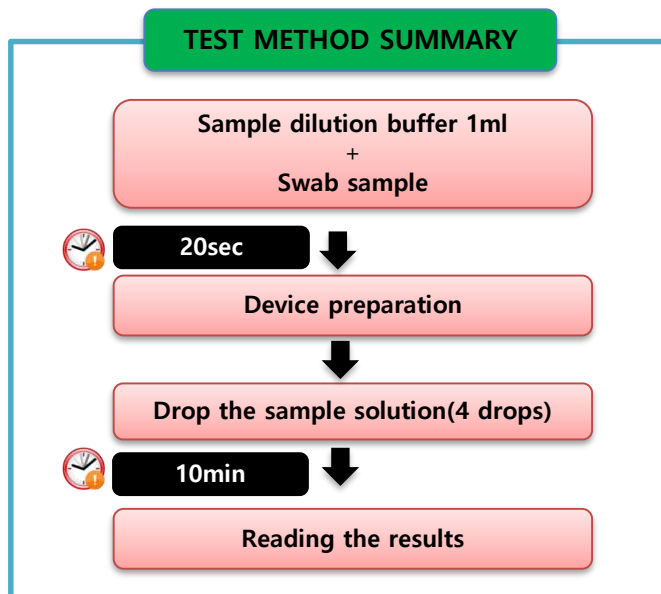 TEST METHOD SUMMARY
Sample dilution buffer 1ml
+
Swab sample
20sec
Device preparation
Drop the sample solution(4 drops)
10min
Reading the results